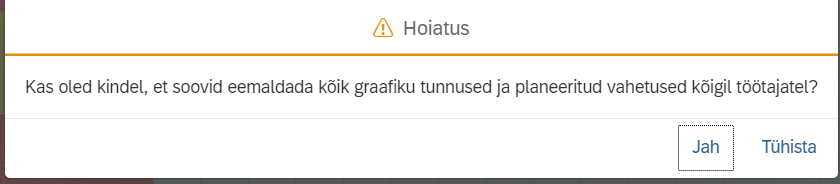 Hoiatus
Kas oled kindel, et soovid eemaldada kõik graafiku tunnused ja planeeritud vahetused kõigil töötajatel?
Jah
Tühista